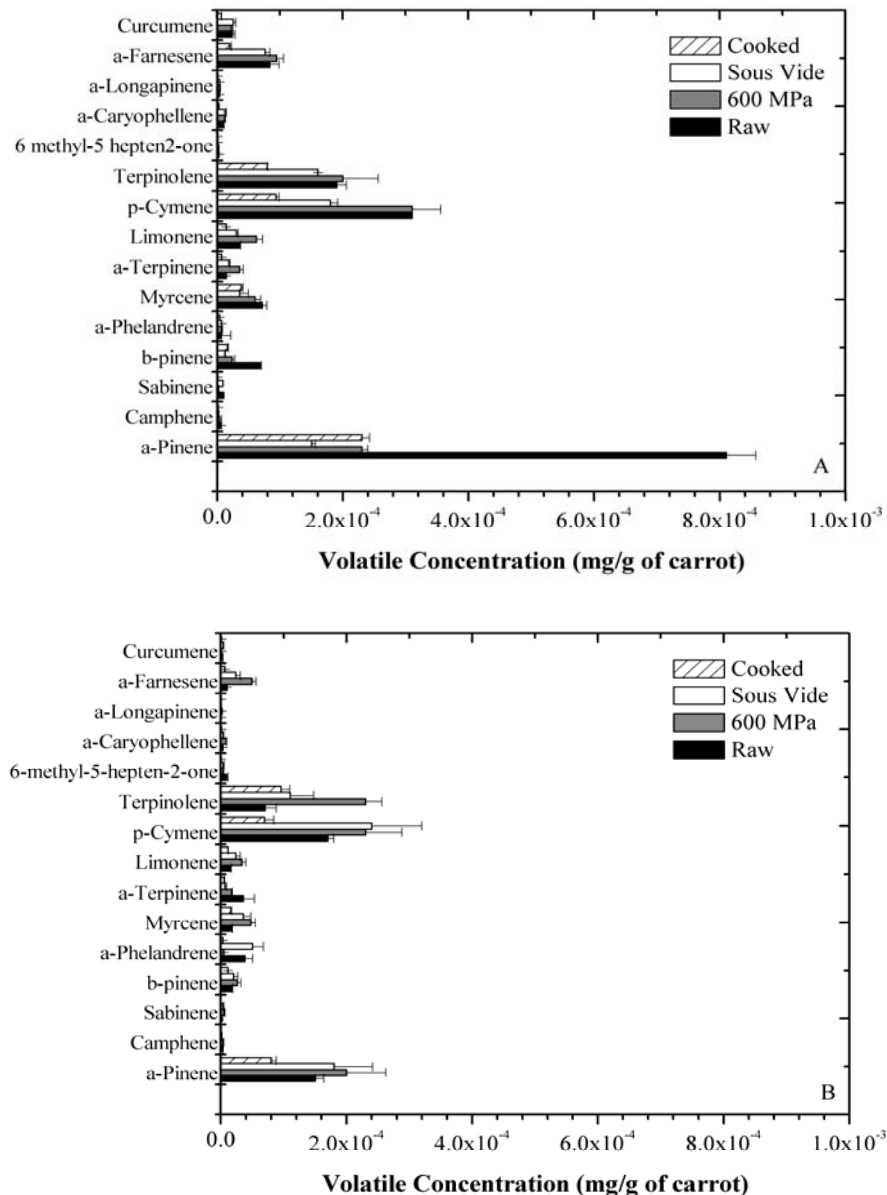 Curcumene
a-Farnesene
a-Longapinene
a-Caryophellene
6 methyl-5 hepten2-one
Terpinolene
p-Cymene
Limonene
a-Terpinene
Myrcene
a-Phelandrene
b-pinene
Sabinene
Camphene
a-Pinene
Cooked
Sous Vide
600 MPa
Raw
A
0.0 2.0x10⁻⁴ 4.0x10⁻⁴ 6.0x10⁻⁴ 8.0x10⁻⁴ 1.0x10⁻³
Volatile Concentration (mg/g of carrot)
Curcumene
a-Farnesene
a-Longapinene
a-Caryophellene
6-methyl-5-hepten-2-one
Terpinolene
p-Cymene
Limonene
a-Terpinene
Myrcene
a-Phelandrene
b-pinene
Sabinene
Camphene
a-Pinene
Cooked
Sous Vide
600 MPa
Raw
B
0.0 2.0x10⁻⁴ 4.0x10⁻⁴ 6.0x10⁻⁴ 8.0x10⁻⁴ 1.0x10⁻³
Volatile Concentration (mg/g of carrot)